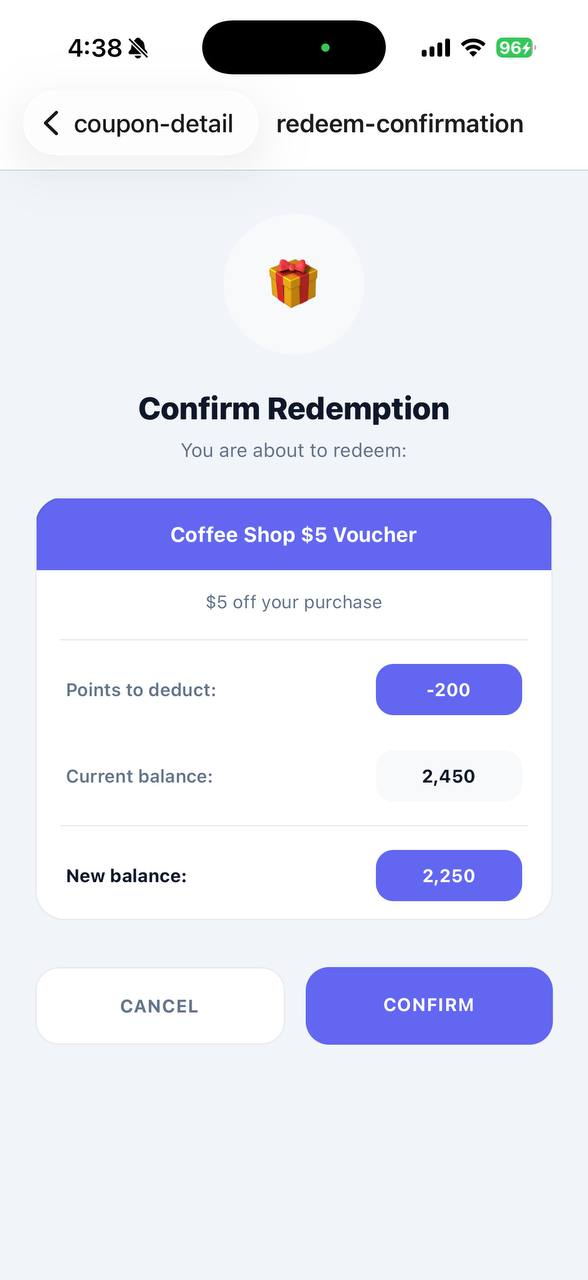 4:38
96
coupon-detail redeem-confirmation
Confirm Redemption
You are about to redeem:
Coffee Shop $5 Voucher
$5 off your purchase
Points to deduct: -200
Current balance: 2,450
New balance: 2,250
CANCEL CONFIRM